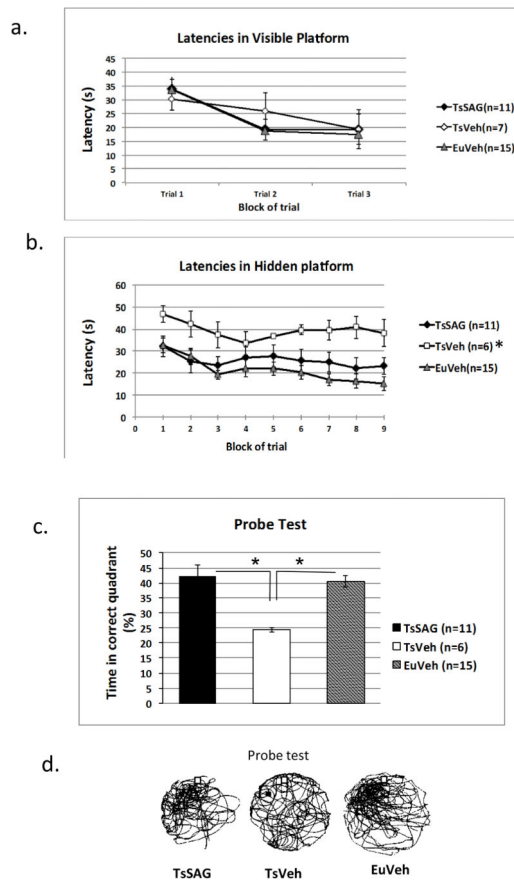 a.
Latencies in Visible Platform
Latency (s)
45
40
35
30
25
20
15
10
5
0
Trial 1 Trial 2 Trial 3
Block of trial
TsSAG(n=11)
TsVeh(n=7)
EuVeh(n=15)
b.
Latencies in Hidden platform
Latency (s)
60
50
40
30
20
10
0
0 1 2 3 4 5 6 7 8 9
Block of trial
TsSAG (n=11)
TsVeh (n=6) *
EuVeh(n=15)
c.
Probe Test
Time in correct quadrant
(%)
50
45
40
35
30
25
20
15
10
5
0
* *
TsSAG (n=11)
TsVeh (n=6)
EuVeh (n=15)
d.
Probe test
TsSAG TsVeh EuVeh